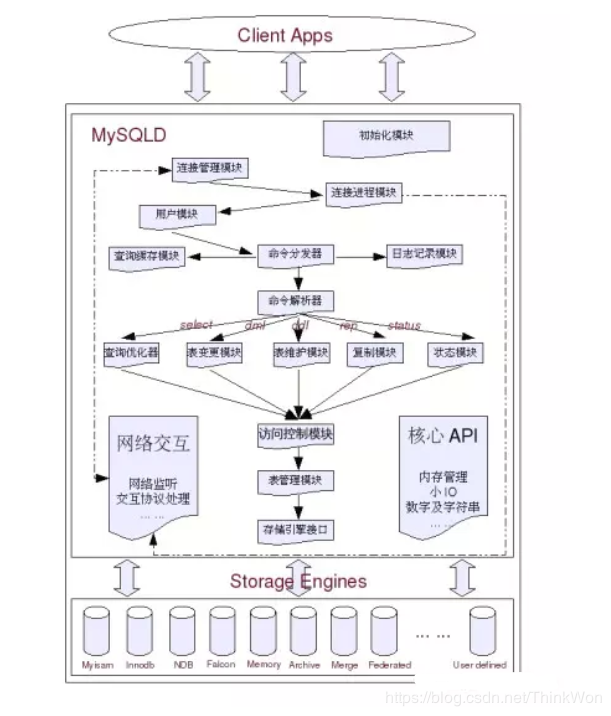 Client Apps
MySQLD
初始化模块
连接管理模块
连接进程模块
用户模块
查询缓存模块
命令分发器
日志记录模块
命令解析器
select
dml
ddl
rep
status
查询优化器
表变更模块
表维护模块
复制模块
状态模块
访问控制模块
网络交互
网络监听
交互协议处理
... ...
核心 API
内存管理
小 IO
数字及字符串
... ...
表管理模块
存储引擎接口
Storage Engines
Myisam
Innodb
NDB
Falcon
Memory
Archive
Merge
Federated
... ...
User defined
https://blog.csdn.net/ThinkWon